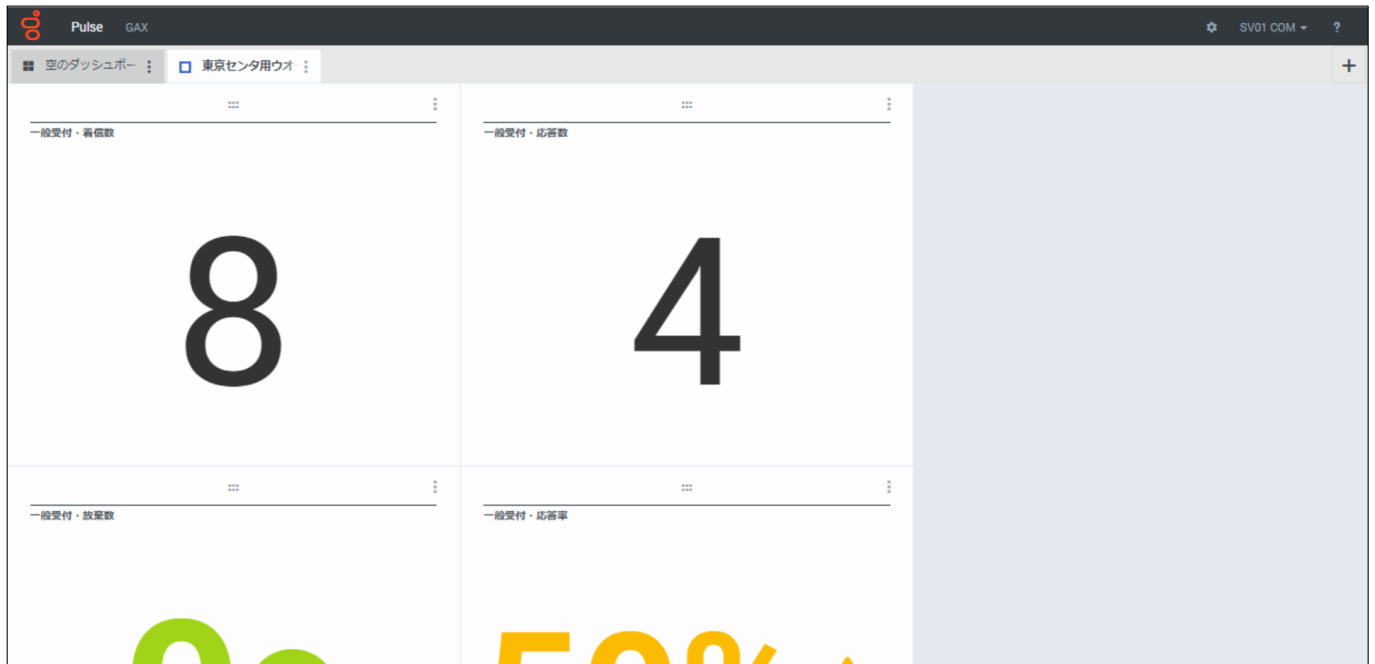 Pulse GAX SV01 COM ?
空のダッシュボー 東京センタ用ウオ +
一般受付・着信数 一般受付・応答数
8 4
一般受付・放棄数 一般受付・応答率